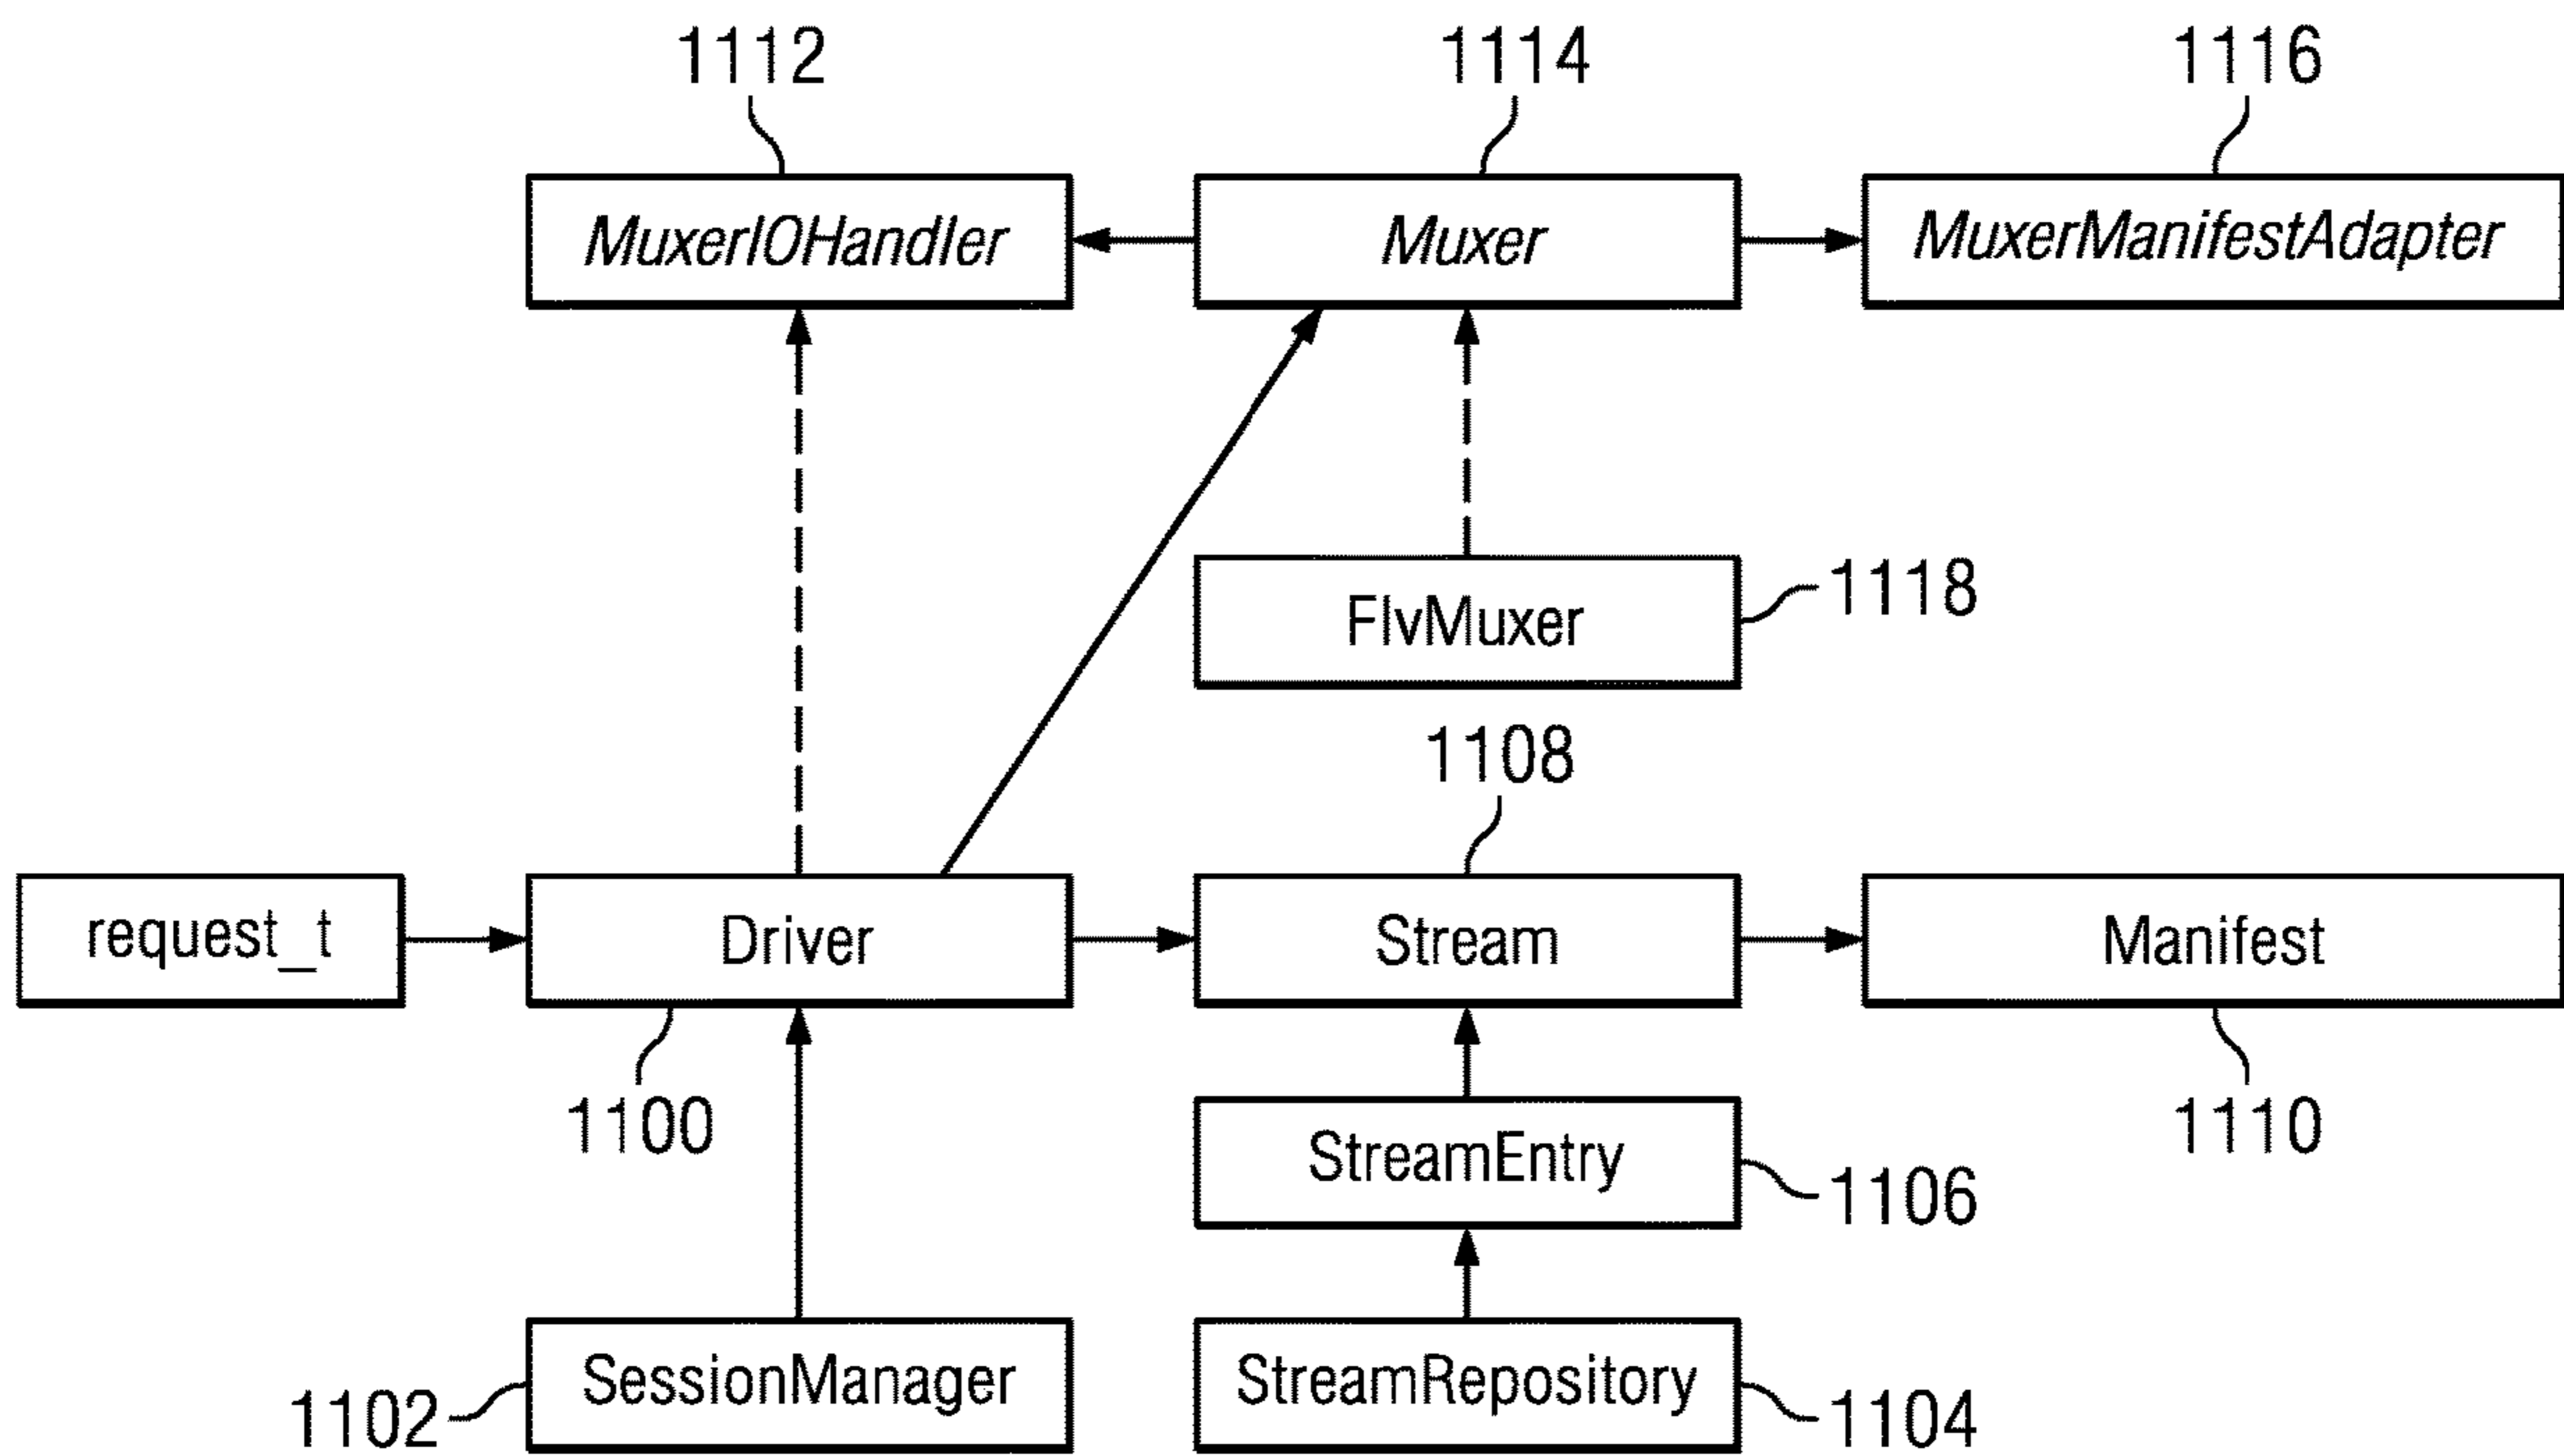 1112
1114
1116
MuxerIOHandler
Muxer
MuxerManifestAdapter
FlvMuxer
1118
1108
request_t
Driver
Stream
Manifest
1100
1110
StreamEntry
1106
SessionManager
StreamRepository
1102
1104